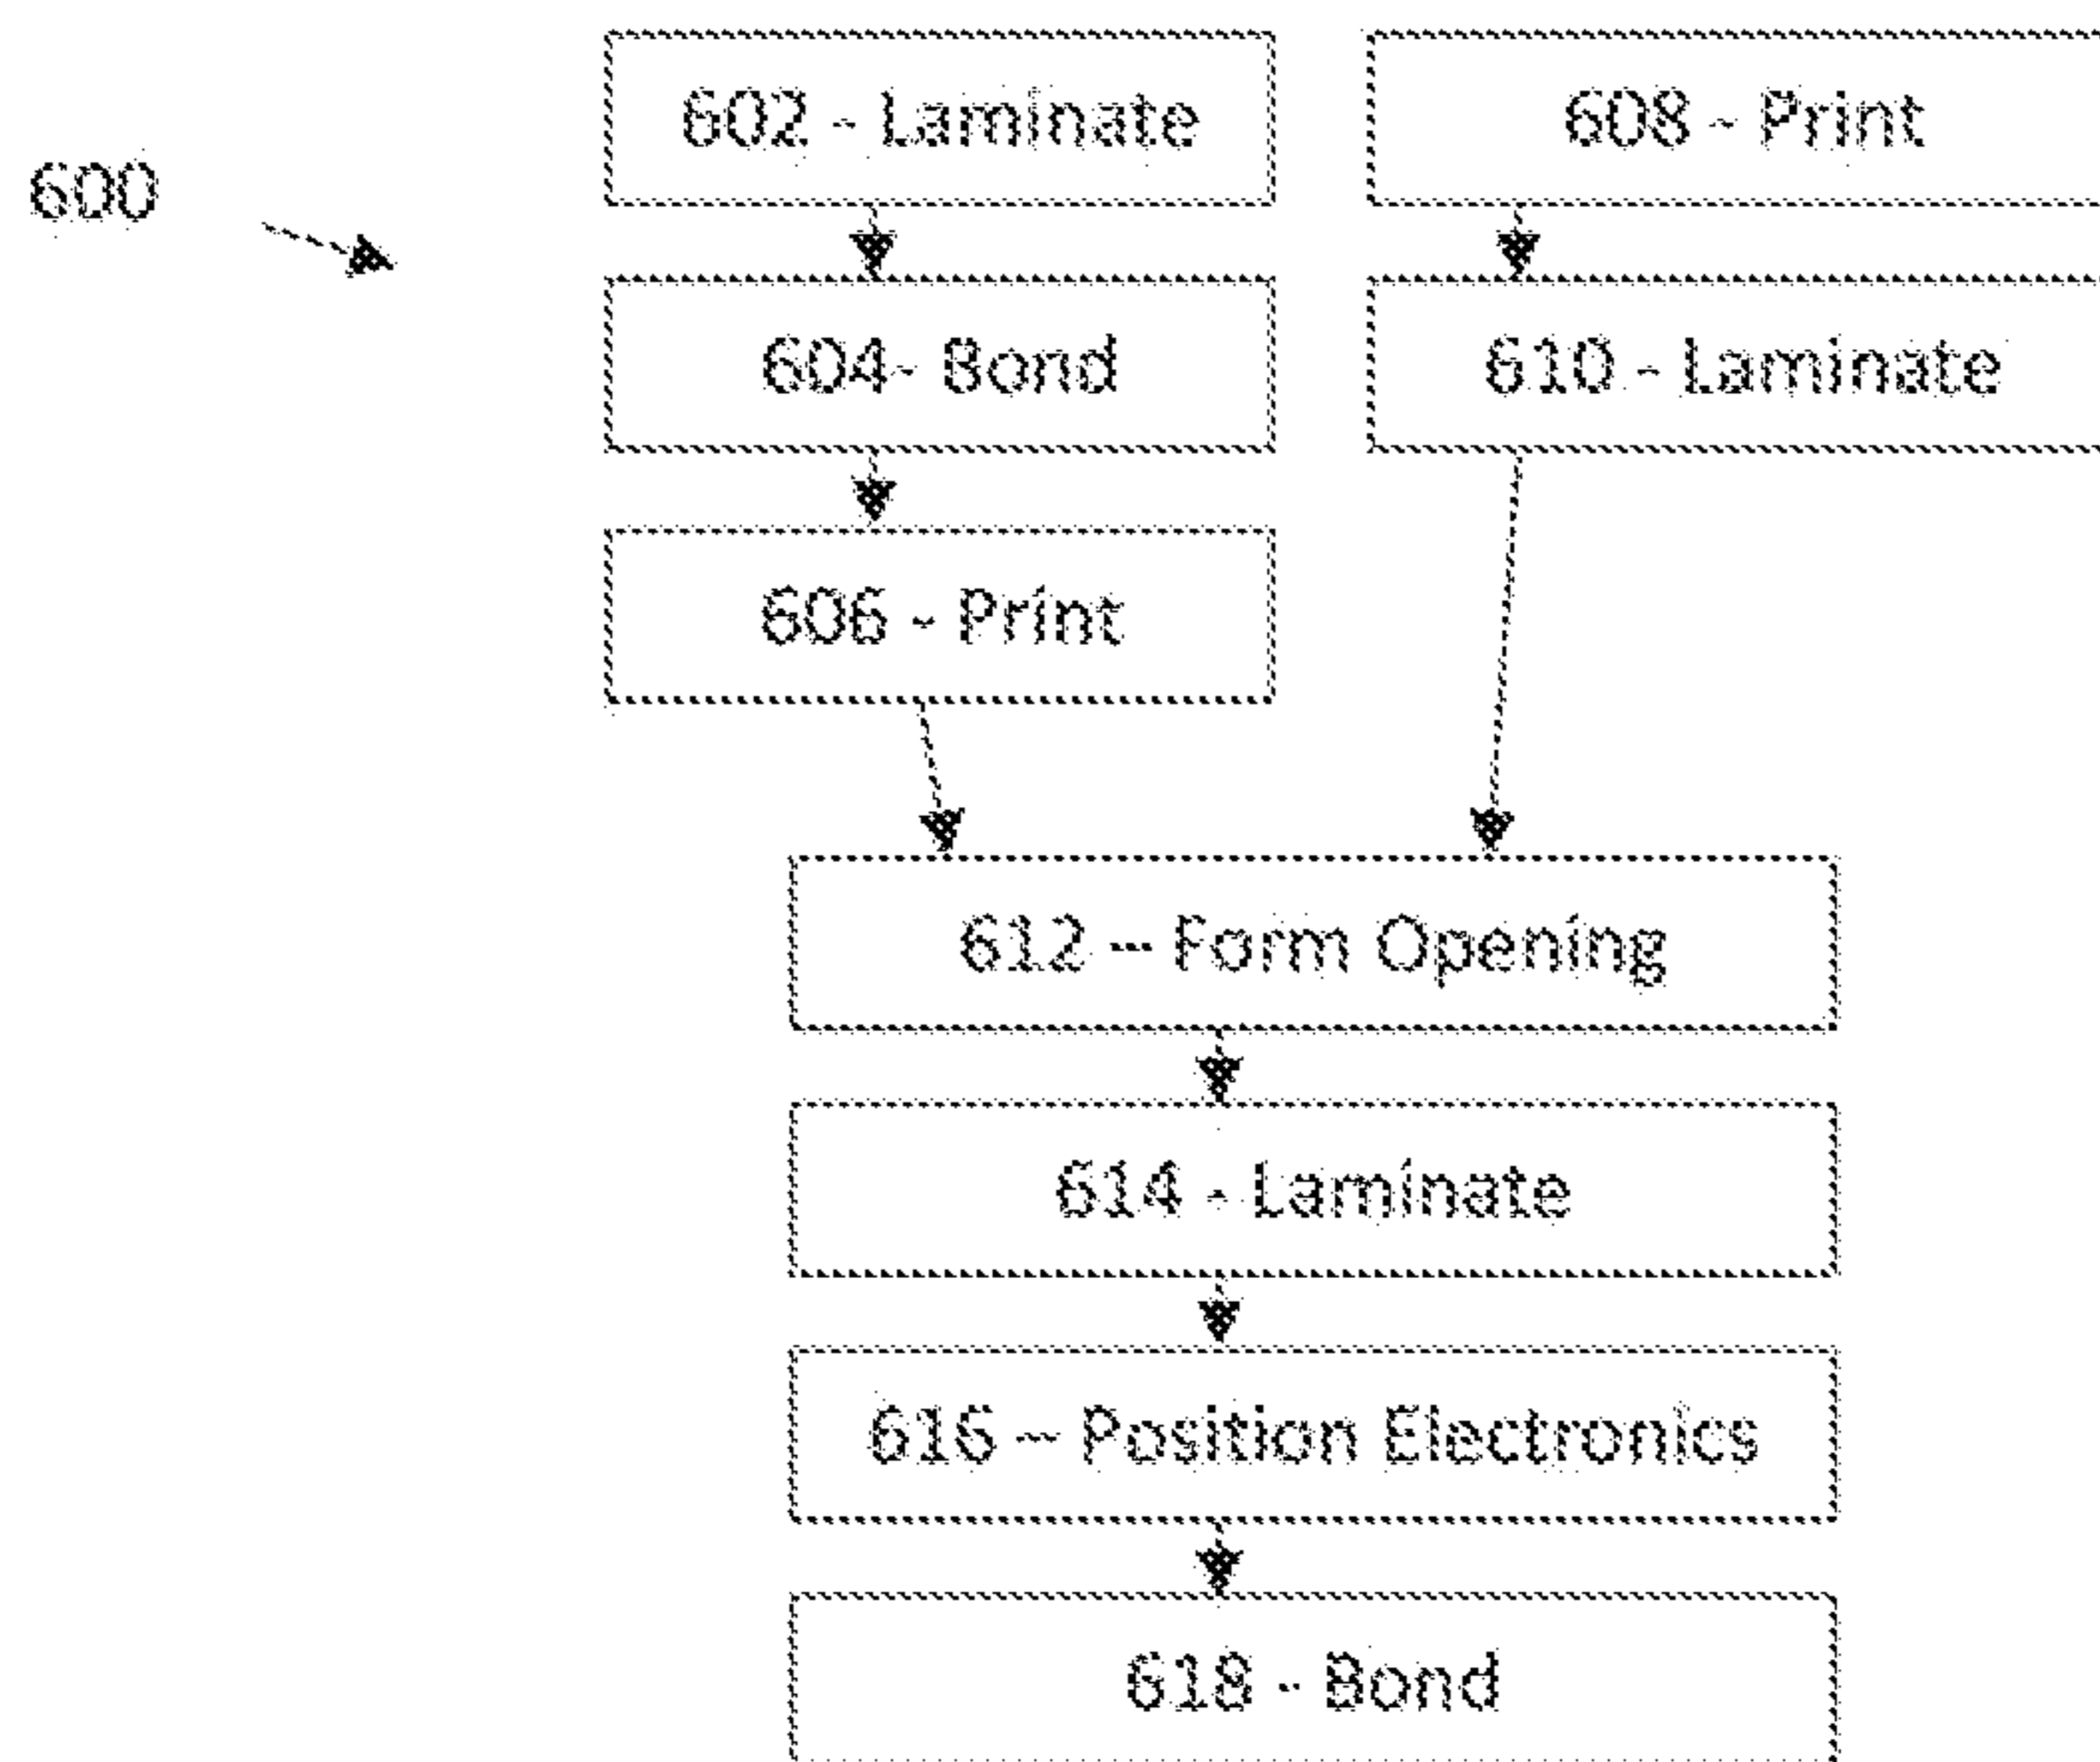 600
602 - Laminate
608 - Print
604- Bond
610 - Laminate
606 - Print
612 – Form Opening
614 - Laminate
616 – Position Electronics
618 - Bond